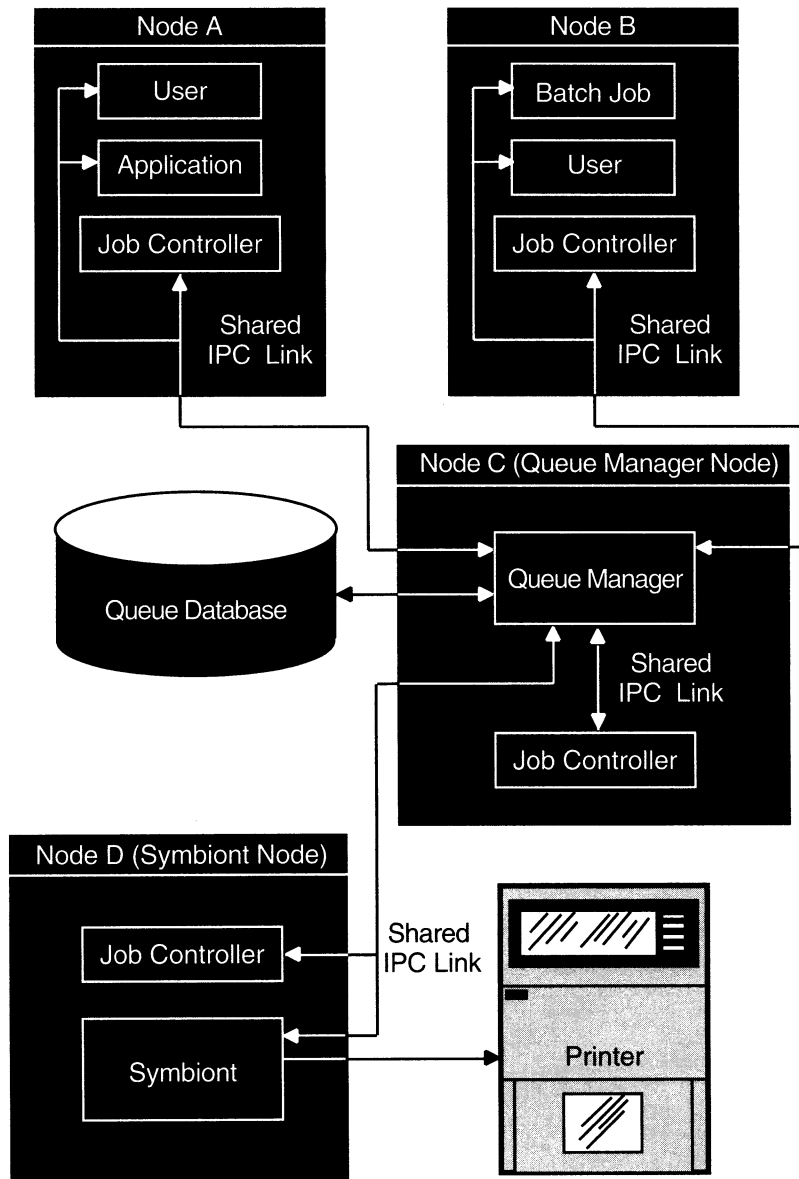 Node A
User
Application
Job Controller
Shared
IPC Link
Node B
Batch Job
User
Job Controller
Shared
IPC Link
Node C (Queue Manager Node)
Queue Manager
Shared
IPC Link
Job Controller
Queue Database
Node D (Symbiont Node)
Job Controller
Symbiont
Shared
IPC Link
Printer